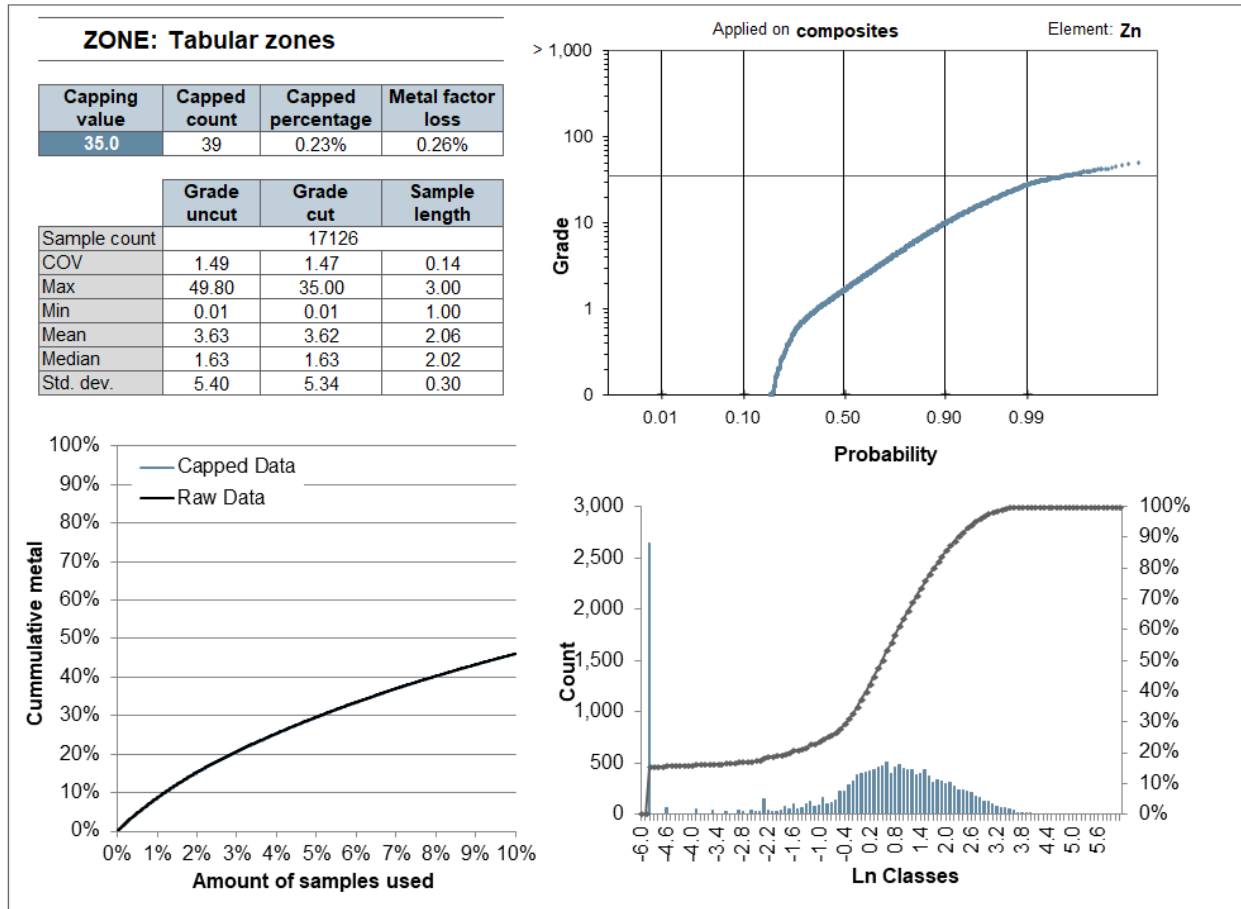 ZONE: Tabular zones
Capping value Capped count Capped percentage Metal factor loss
35.0 39 0.23% 0.26%
Grade uncut Grade cut Sample length
Sample count 17126
COV 1.49 1.47 0.14
Max 49.80 35.00 3.00
Min 0.01 0.01 1.00
Mean 3.63 3.62 2.06
Median 1.63 1.63 2.02
Std. dev. 5.40 5.34 0.30
Applied on composites Element: Zn
> 1,000
100
10
1
0
Grade
0.01 0.10 0.50 0.90 0.99
Probability
100%
90%
80%
70%
60%
50%
40%
30%
20%
10%
0%
Cummulative metal
Capped Data
Raw Data
0% 1% 2% 3% 4% 5% 6% 7% 8% 9% 10%
Amount of samples used
3,000
2,500
2,000
1,500
1,000
500
0
Count
100%
90%
80%
70%
60%
50%
40%
30%
20%
10%
0%
-6.0 -4.6 -4.0 -3.4 -2.8 -2.2 -1.6 -1.0 -0.4 0.2 0.8 1.4 2.0 2.6 3.2 3.8 4.4 5.0 5.6
Ln Classes